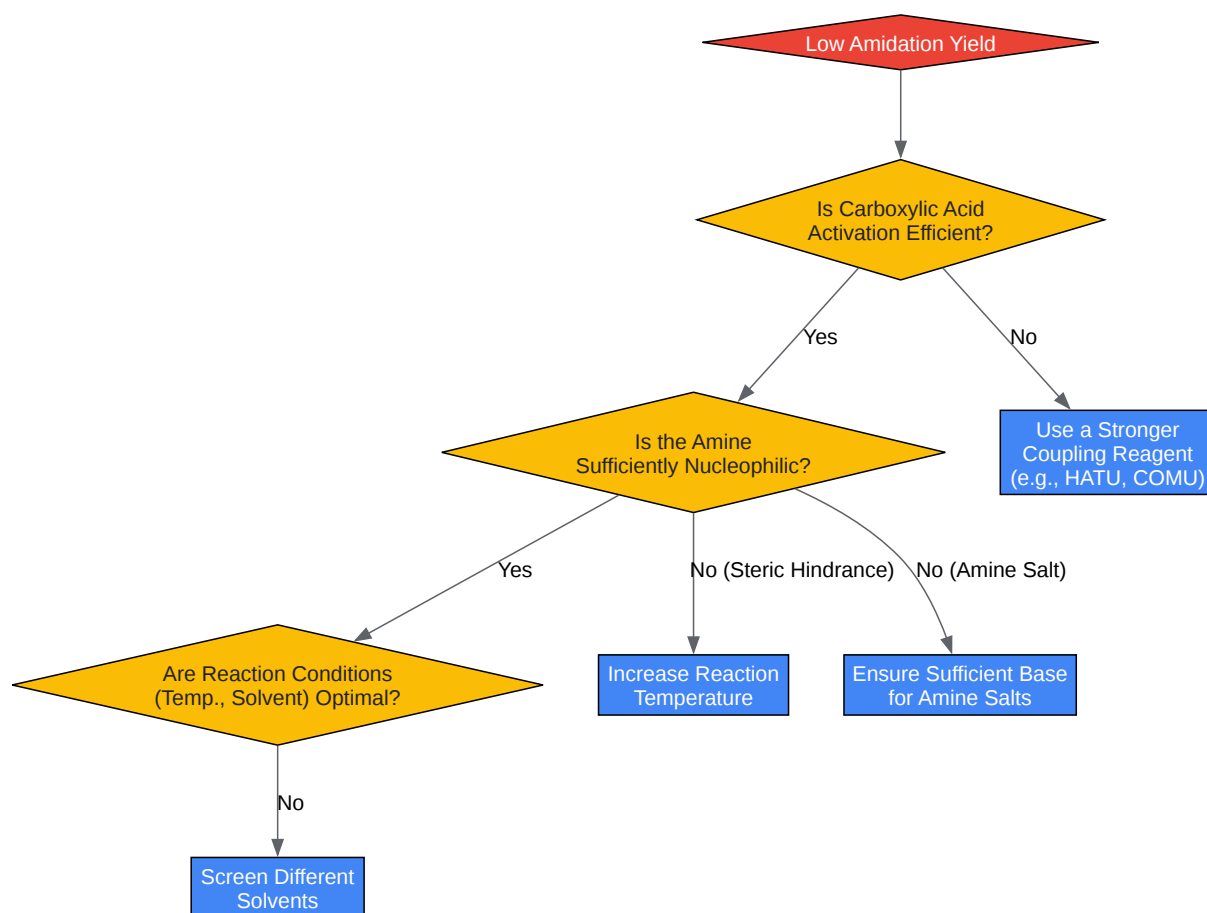 Low Amidation Yield
Is Carboxylic Acid
Activation Efficient?
Yes
No
Is the Amine
Sufficiently Nucleophilic?
Use a Stronger
Coupling Reagent
(e.g., HATU, COMU)
Yes
No (Steric Hindrance)
No (Amine Salt)
Are Reaction Conditions
(Temp., Solvent) Optimal?
Increase Reaction
Temperature
Ensure Sufficient Base
for Amine Salts
No
Screen Different
Solvents